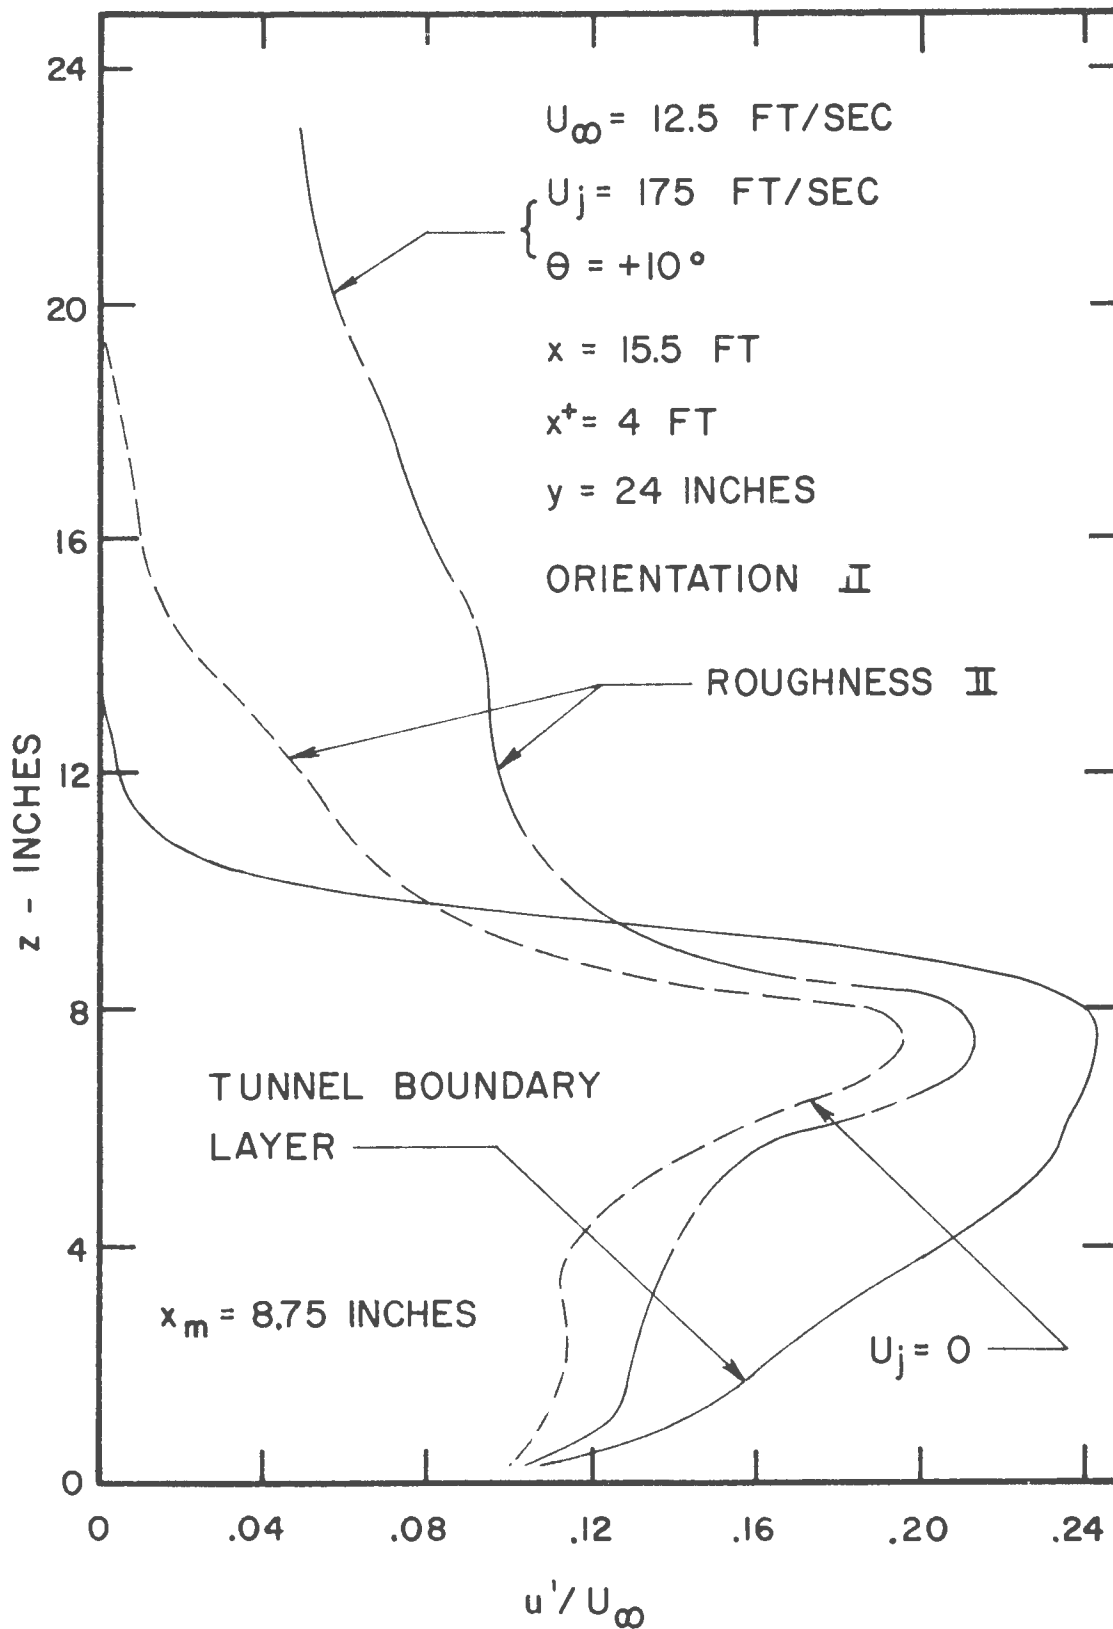 24
U∞ = 12.5 FT/SEC
Uj = 175 FT/SEC
θ = +10°
20
x = 15.5 FT
x⁺ = 4 FT
y = 24 INCHES
16
ORIENTATION II
ROUGHNESS II
12
z - INCHES
8
TUNNEL BOUNDARY
LAYER
4
xm = 8.75 INCHES
Uj = 0
0
0 .04 .08 .12 .16 .20 .24
u'/U∞